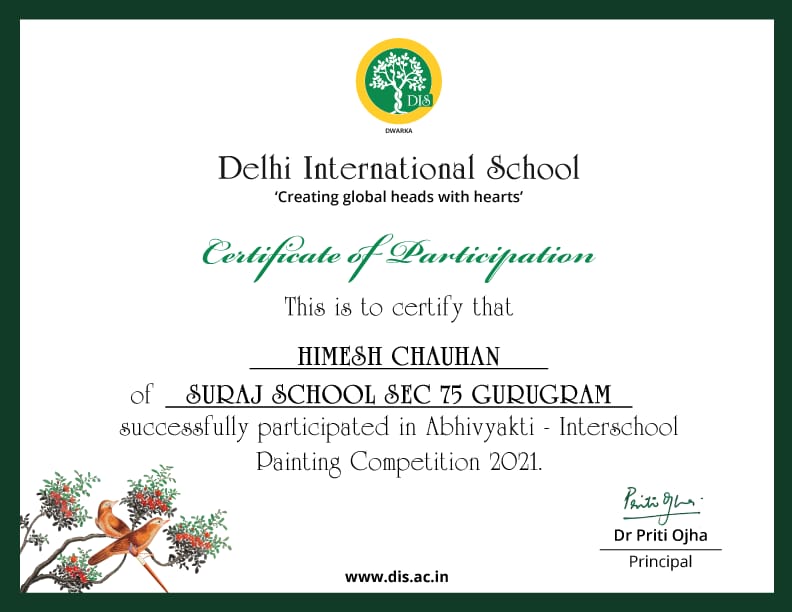 DIS
DWARKA
Delhi International School
‘Creating global heads with hearts’
Certificate of Participation
This is to certify that
HIMESH CHAUHAN
of SURAJ SCHOOL SEC 75 GURUGRAM
successfully participated in Abhivyakti - Interschool
Painting Competition 2021.
Priti Ojha
Dr Priti Ojha
Principal
www.dis.ac.in